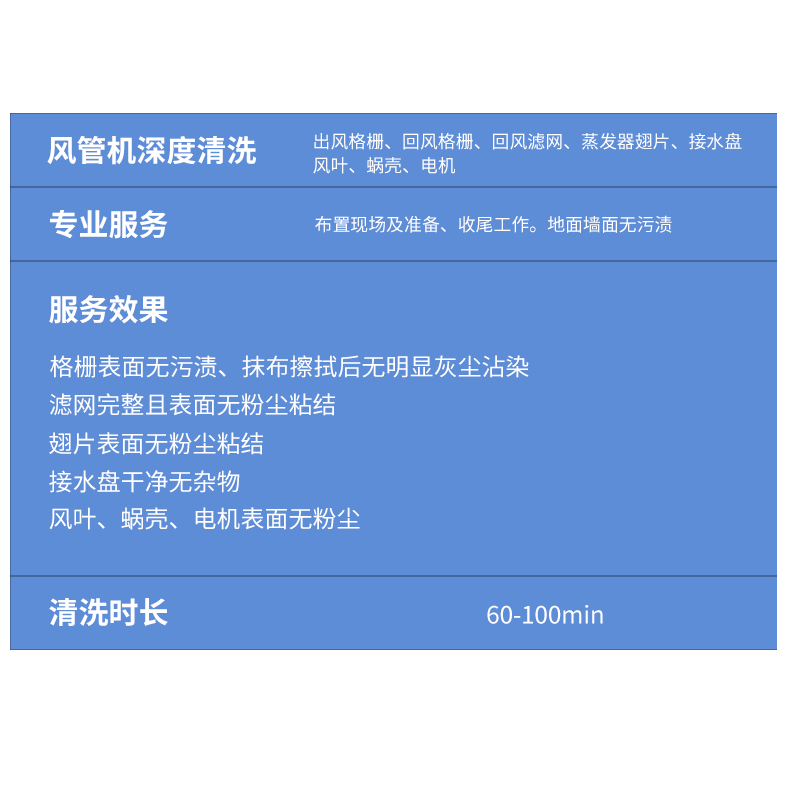 风管机深度清洗
出风格栅、回风格栅、回风滤网、蒸发器翅片、接水盘
风叶、蜗壳、电机
专业服务
布置现场及准备、收尾工作。地面墙面无污渍
服务效果
格栅表面无污渍、抹布擦拭后无明显灰尘沾染
滤网完整且表面无粉尘粘结
翅片表面无粉尘粘结
接水盘干净无杂物
风叶、蜗壳、电机表面无粉尘
清洗时长
60-100min